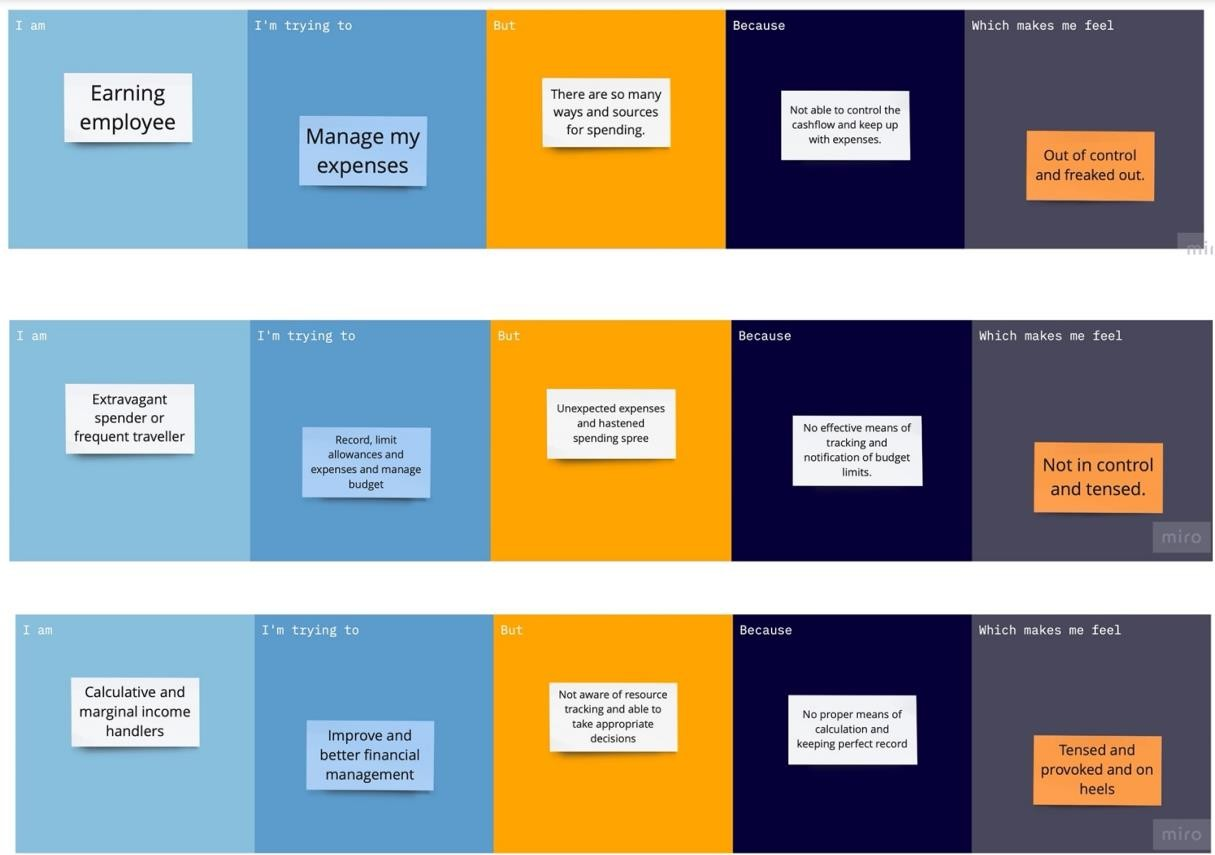 I am
I'm trying to
But
Because
Which makes me feel
Earning
employee
Manage my
expenses
There are so many
ways and sources
for spending.
Not able to control the
cashflow and keep up
with expenses.
Out of control
and freaked out.
I am
I'm trying to
But
Because
Which makes me feel
Extravagant
spender or
frequent traveller
Record, limit
allowances and
expenses and manage
budget
Unexpected expenses
and hastened
spending spree
No effective means of
tracking and
notification of budget
limits.
Not in control
and tensed.
miro
I am
I'm trying to
But
Because
Which makes me feel
Calculative and
marginal income
handlers
Improve and
better financial
management
Not aware of resource
tracking and able to
take appropriate
decisions
No proper means of
calculation and
keeping perfect record
Tensed and
provoked and on
heels
miro